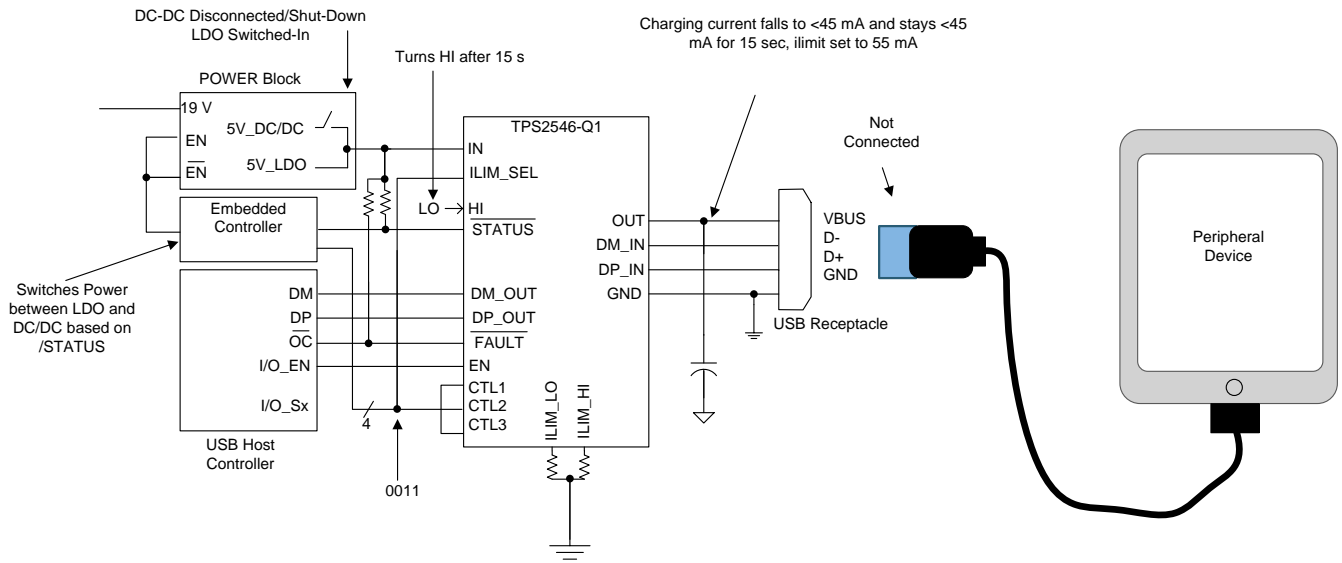 DC-DC Disconnected/Shut-Down
LDO Switched-In
Charging current falls to <45 mA and stays <45
mA for 15 sec, ilimit set to 55 mA
Turns HI after 15 s
POWER Block
19 V
5V_DC/DC
EN
5V_LDO
EN
TPS2546-Q1
IN
ILIM_SEL
LO
HI
STATUS
Not
Connected
Embedded
Controller
OUT
DM_IN
DP_IN
GND
VBUS
D-
D+
GND
Peripheral
Device
Switches Power
between LDO and
DC/DC based on
/STATUS
DM
DP
OC
I/O_EN
I/O_Sx
DM_OUT
DP_OUT
FAULT
EN
CTL1
CTL2
CTL3
USB Receptacle
ILIM_LO
ILIM_HI
4
USB Host
Controller
0011